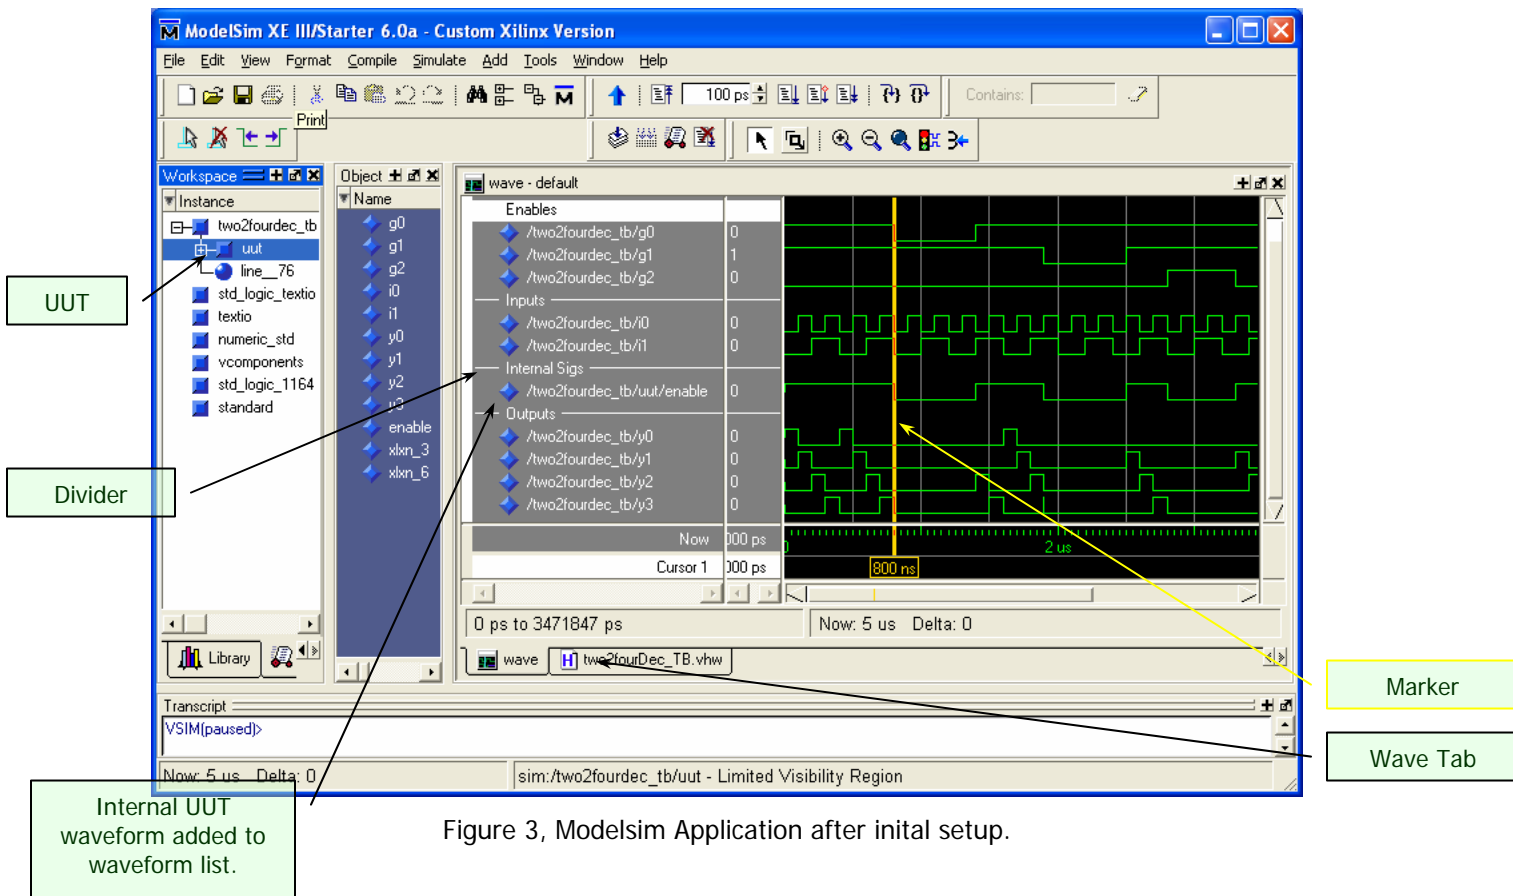 ModelSim XE III/Starter 6.0a - Custom Xilinx Version
File Edit View Format Compile Simulate Add Tools Window Help
100 ps
Contains:
Print
Workspace
Instance
two2fourdec_tb
uut
line__76
std_logic_textio
textio
numeric_std
vcomponents
std_logic_1164
standard
Library
Object
Name
g0
g1
g2
i0
i1
y0
y1
y2
y3
enable
xlxn_3
xlxn_6
wave - default
Enables
/two2fourdec_tb/g0 0
/two2fourdec_tb/g1 1
/two2fourdec_tb/g2 0
Inputs
/two2fourdec_tb/i0 0
/two2fourdec_tb/i1 0
Internal Sigs
/two2fourdec_tb/uut/enable 0
Outputs
/two2fourdec_tb/y0 0
/two2fourdec_tb/y1 0
/two2fourdec_tb/y2 0
/two2fourdec_tb/y3 0
Now 000 ps
2 us
Cursor 1 000 ps
800 ns
0 ps to 3471847 ps Now: 5 us Delta: 0
wave two2fourDec_TB.vhw
Transcript
VSIM(paused)>
Now: 5 us Delta: 0 sim:/two2fourdec_tb/uut - Limited Visibility Region
UUT
Divider
Internal UUT
waveform added to
waveform list.
Marker
Wave Tab
Figure 3, Modelsim Application after inital setup.